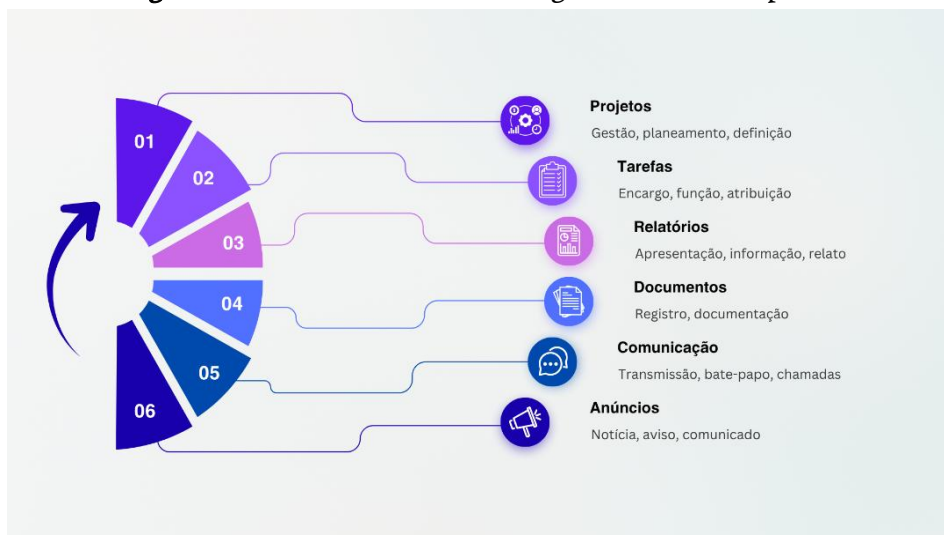 01
Projetos
Gestão, planeamento, definição
02
Tarefas
Encargo, função, atribuição
03
Relatórios
Apresentação, informação, relato
04
Documentos
Registro, documentação
05
Comunicação
Transmissão, bate-papo, chamadas
06
Anúncios
Notícia, aviso, comunicado